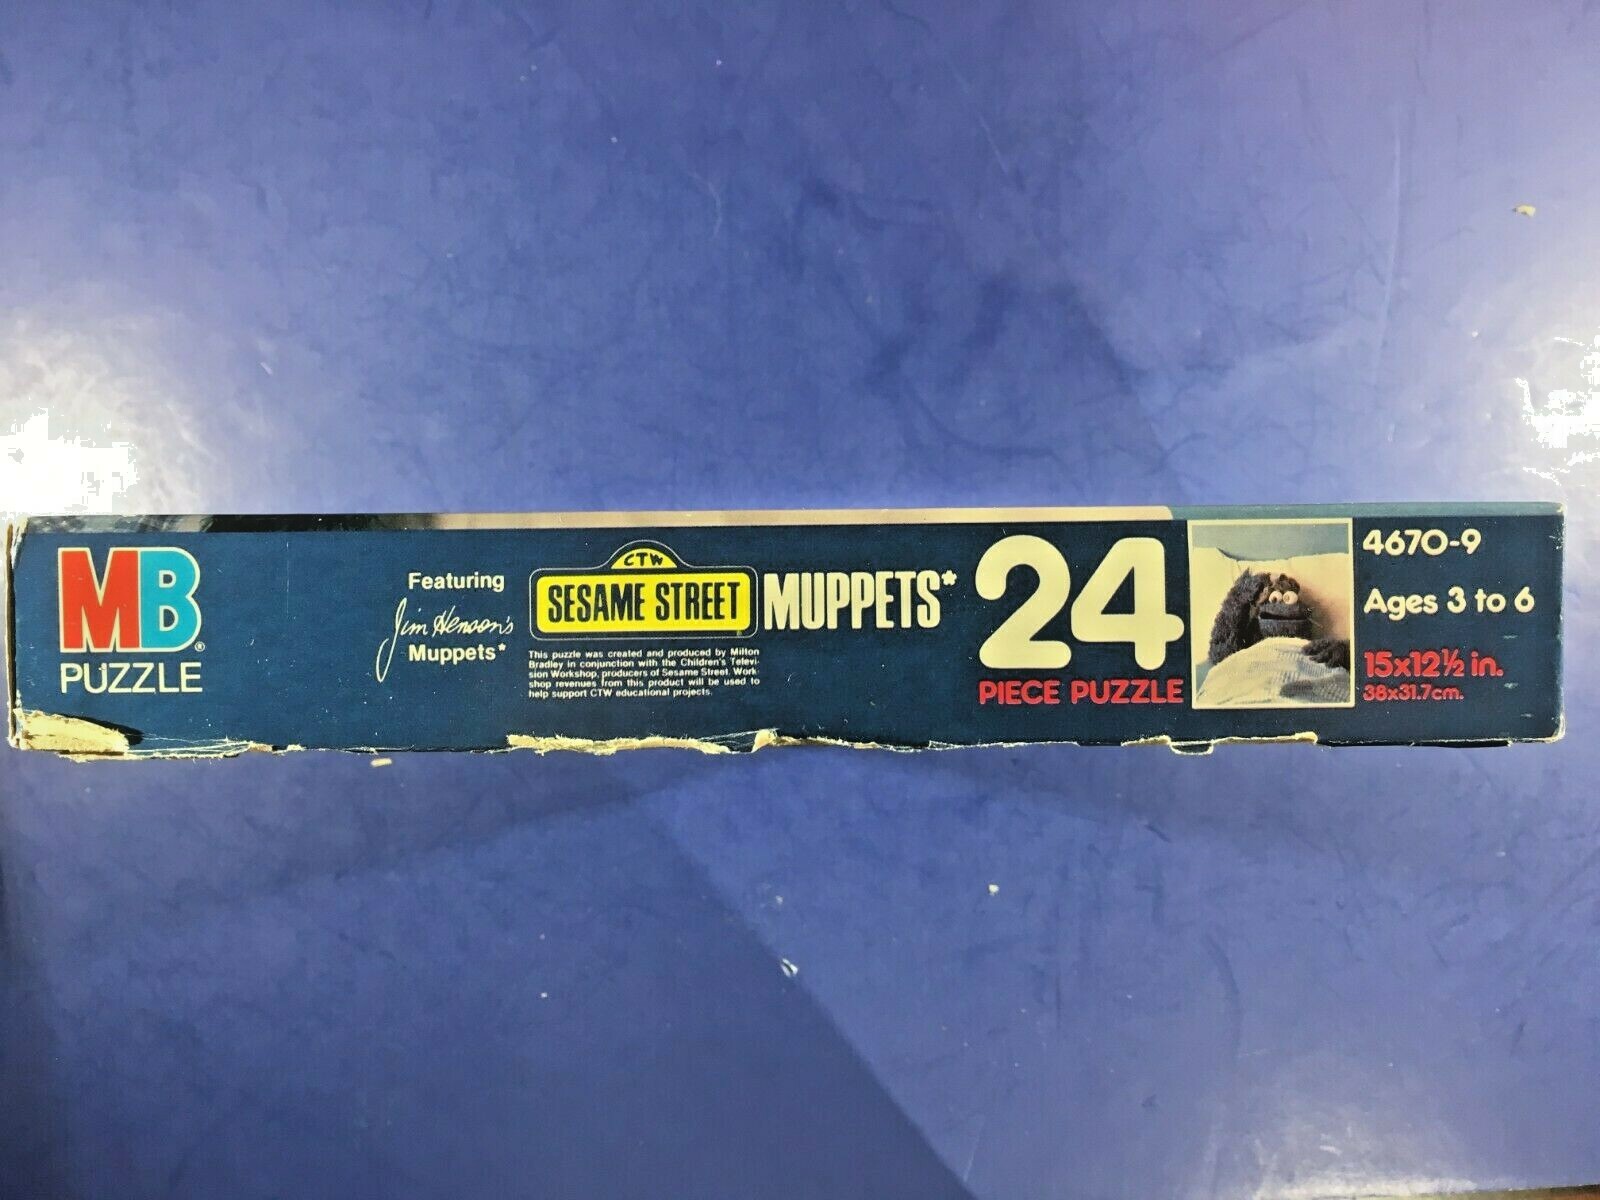 MB®
PUZZLE
Featuring
Jim Henson's
Muppets*
CTW
SESAME STREET®
MUPPETS*
This puzzle was created and produced by Milton
Bradley in conjunction with the Children's Televi-
sion Workshop, producers of Sesame Street. Work
shop revenues from this product will be used to
help support CTW educational projects.
24
PIECE PUZZLE
4670-9
Ages 3 to 6
15x12½ in.
38x31.7cm.